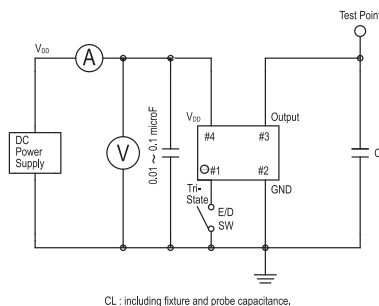 Test Point
VDD
A
DC
Power
Supply
V
0.01 ~ 0.1 microF
VDD
Output
#4
#3
#1
#2
Tri-
State
GND
E/D
SW
C
CL : including fixture and probe capacitance.